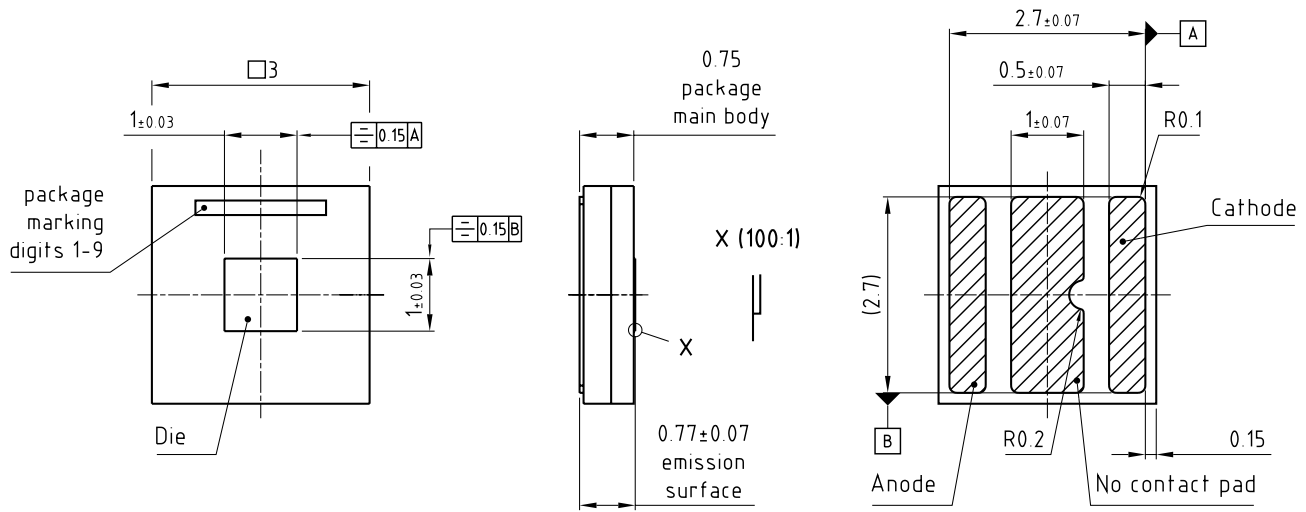 □3
1±0.03
⌯ 0.15 A
package
marking
digits 1-9
⌯ 0.15 B
1±0.03
Die
0.75
package
main body
X (100:1)
X
0.77±0.07
emission
surface
2.7±0.07
A
0.5±0.07
1±0.07
R0.1
Cathode
(2.7)
B
R0.2
0.15
Anode
No contact pad